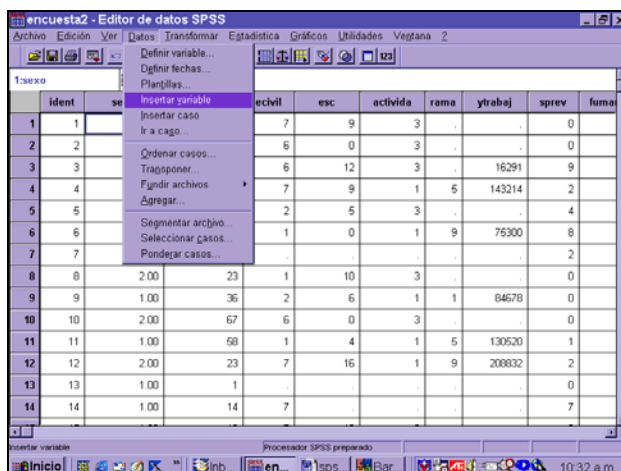 encuesta2 - Editor de datos SPSS
Archivo Edición Ver Datos Transformar Estadística Gráficos Utilidades Ventana ?
Definir variable...
Definir fechas...
Plantillas...
Insertar variable
Insertar caso
Ir a caso...
Ordenar casos...
Transponer...
Fundir archivos
Agregar...
Segmentar archivo...
Seleccionar casos...
Ponderar casos...
1:sexo
ident se ecivil esc activida rama ytrabaj sprev fuma
1 1 7 9 3 . . 0
2 2 6 0 3 . . 0
3 3 6 12 3 . 16291 9
4 4 7 9 1 5 143214 2
5 5 2 5 3 . . 4
6 6 1 0 1 9 75300 8
7 7 . . . . . 2
8 8 2.00 23 1 10 3 . . 0
9 9 1.00 36 2 6 1 1 84678 0
10 10 2.00 67 6 0 3 . . 0
11 11 1.00 58 1 4 1 5 130520 1
12 12 2.00 23 7 16 1 9 208832 2
13 13 1.00 1 . . . . . 0
14 14 1.00 14 7 . . . . 7
Insertar variable Procesador SPSS preparado
Inicio Inb... en... sps... Bar... 10:32 a.m.